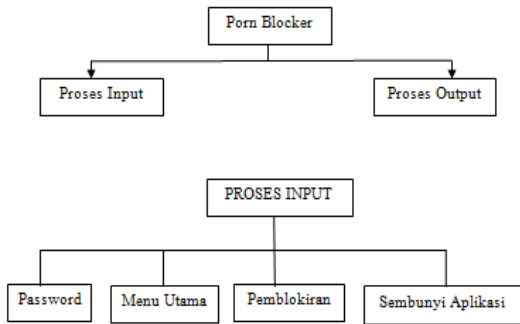 Porn Blocker
Proses Input
Proses Output
PROSES INPUT
Password
Menu Utama
Pemblokiran
Sembunyi Aplikasi